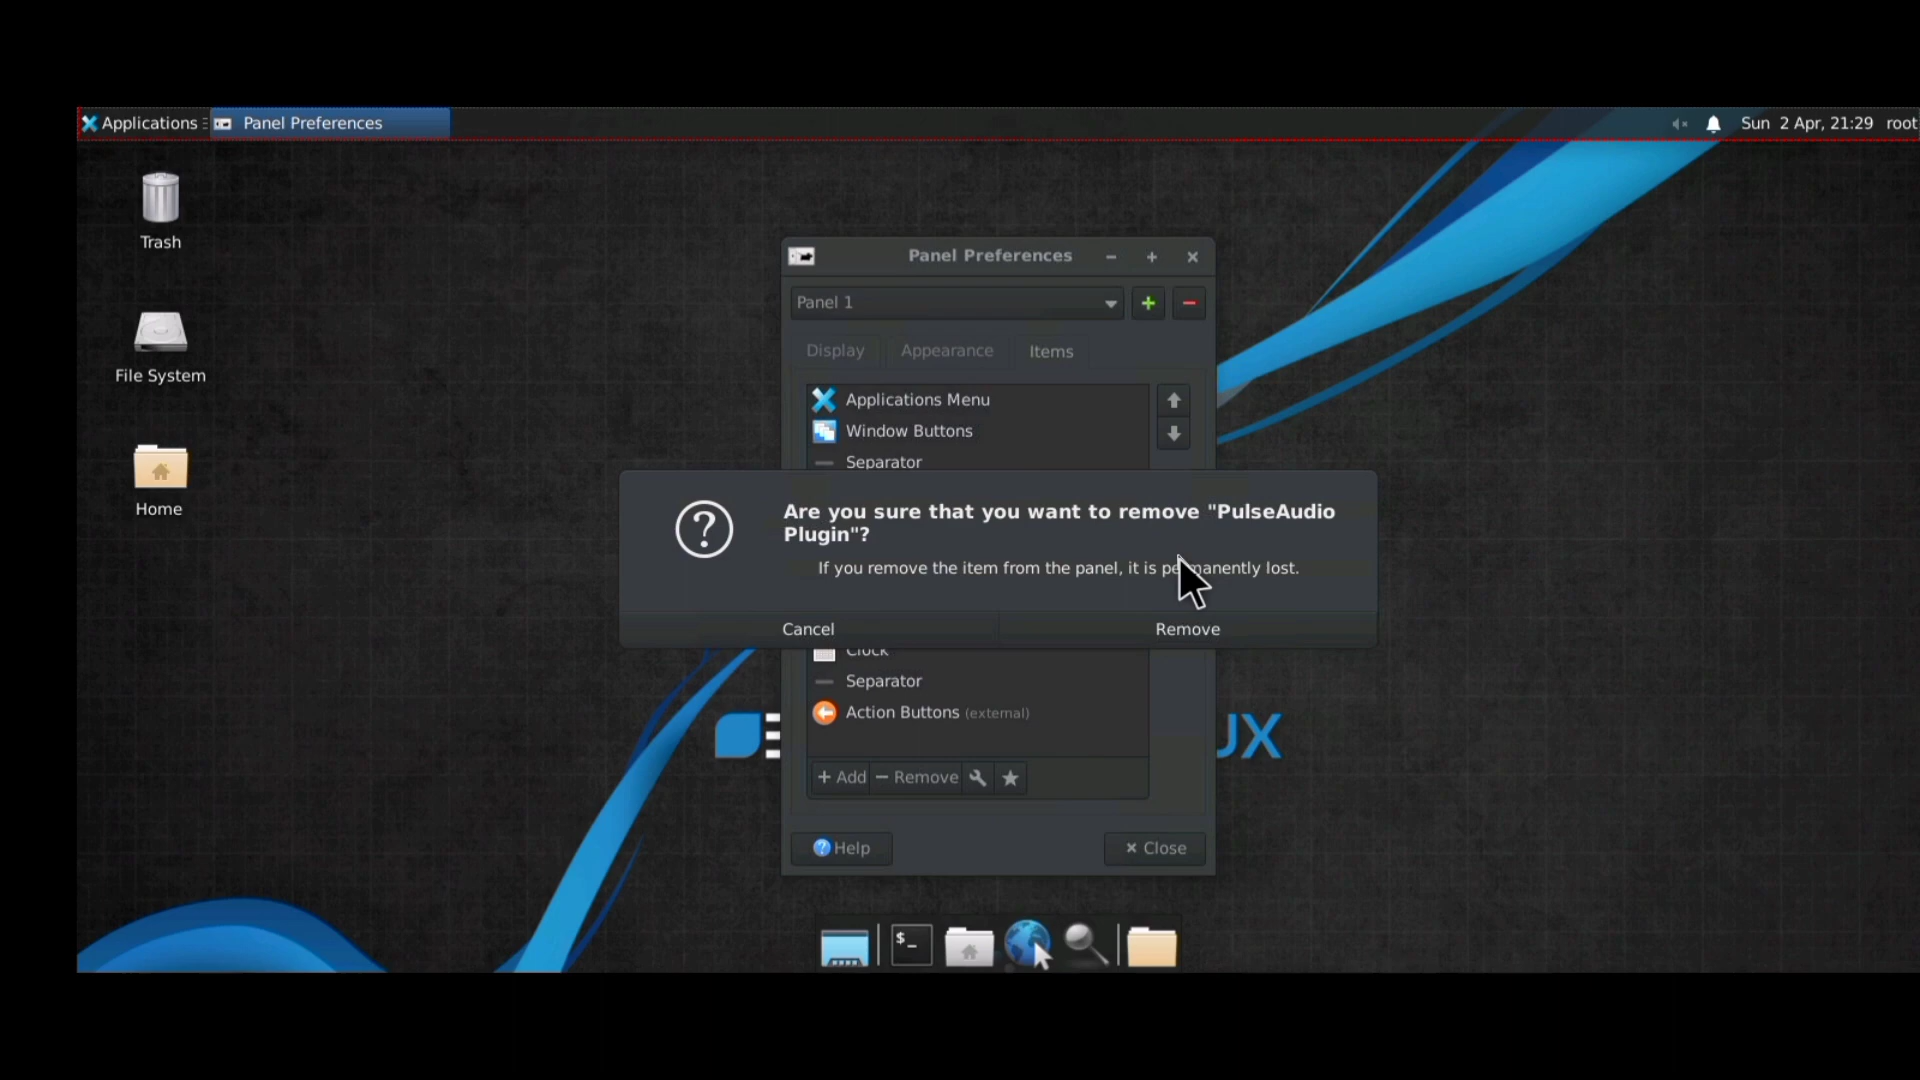 Applications Panel Preferences Sun 2 Apr, 21:29 root
Trash
File System
Home
Panel Preferences
Panel 1
Display Appearance Items
Applications Menu
Window Buttons
Separator
Are you sure that you want to remove "PulseAudio
Plugin"?
If you remove the item from the panel, it is permanently lost.
Cancel Remove
Clock
Separator
Action Buttons (external)
UX
+ Add − Remove
Help Close
$_